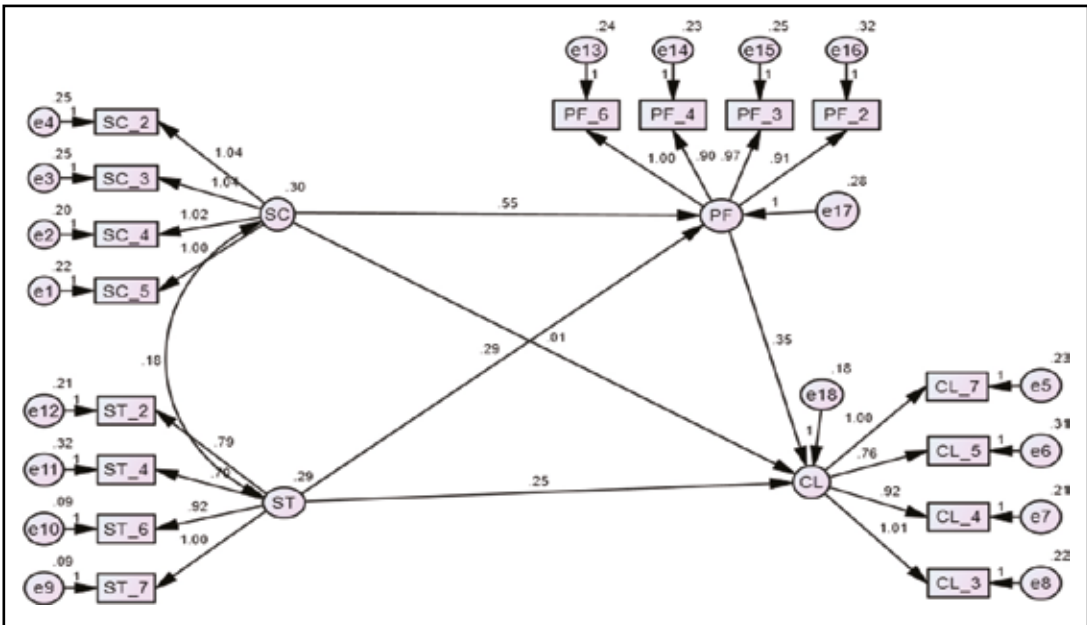 .24 .23 .25 .32
e13 e14 e15 e16
1 1 1 1
PF_6 PF_4 PF_3 PF_2
1.00 .90 .97 .91
.25
e4 1 SC_2
1.04
.25
e3 1 SC_3
1.04
.20
e2 1 SC_4
1.02
.22
e1 1 SC_5
1.00
.30
SC
.55
PF
1
.28
e17
.18
.29
.01
.35
.21
e12 1 ST_2
.79
.32
e11 1 ST_4
.09
e10 1 ST_6
.92
.09
e9 1 ST_7
1.00
.29
ST
.25
.18
e18
1
CL
1.00
CL_7 1 e5
.23
.76
CL_5 1 e6
.92
CL_4 1 e7
1.01
CL_3 1 e8
.22